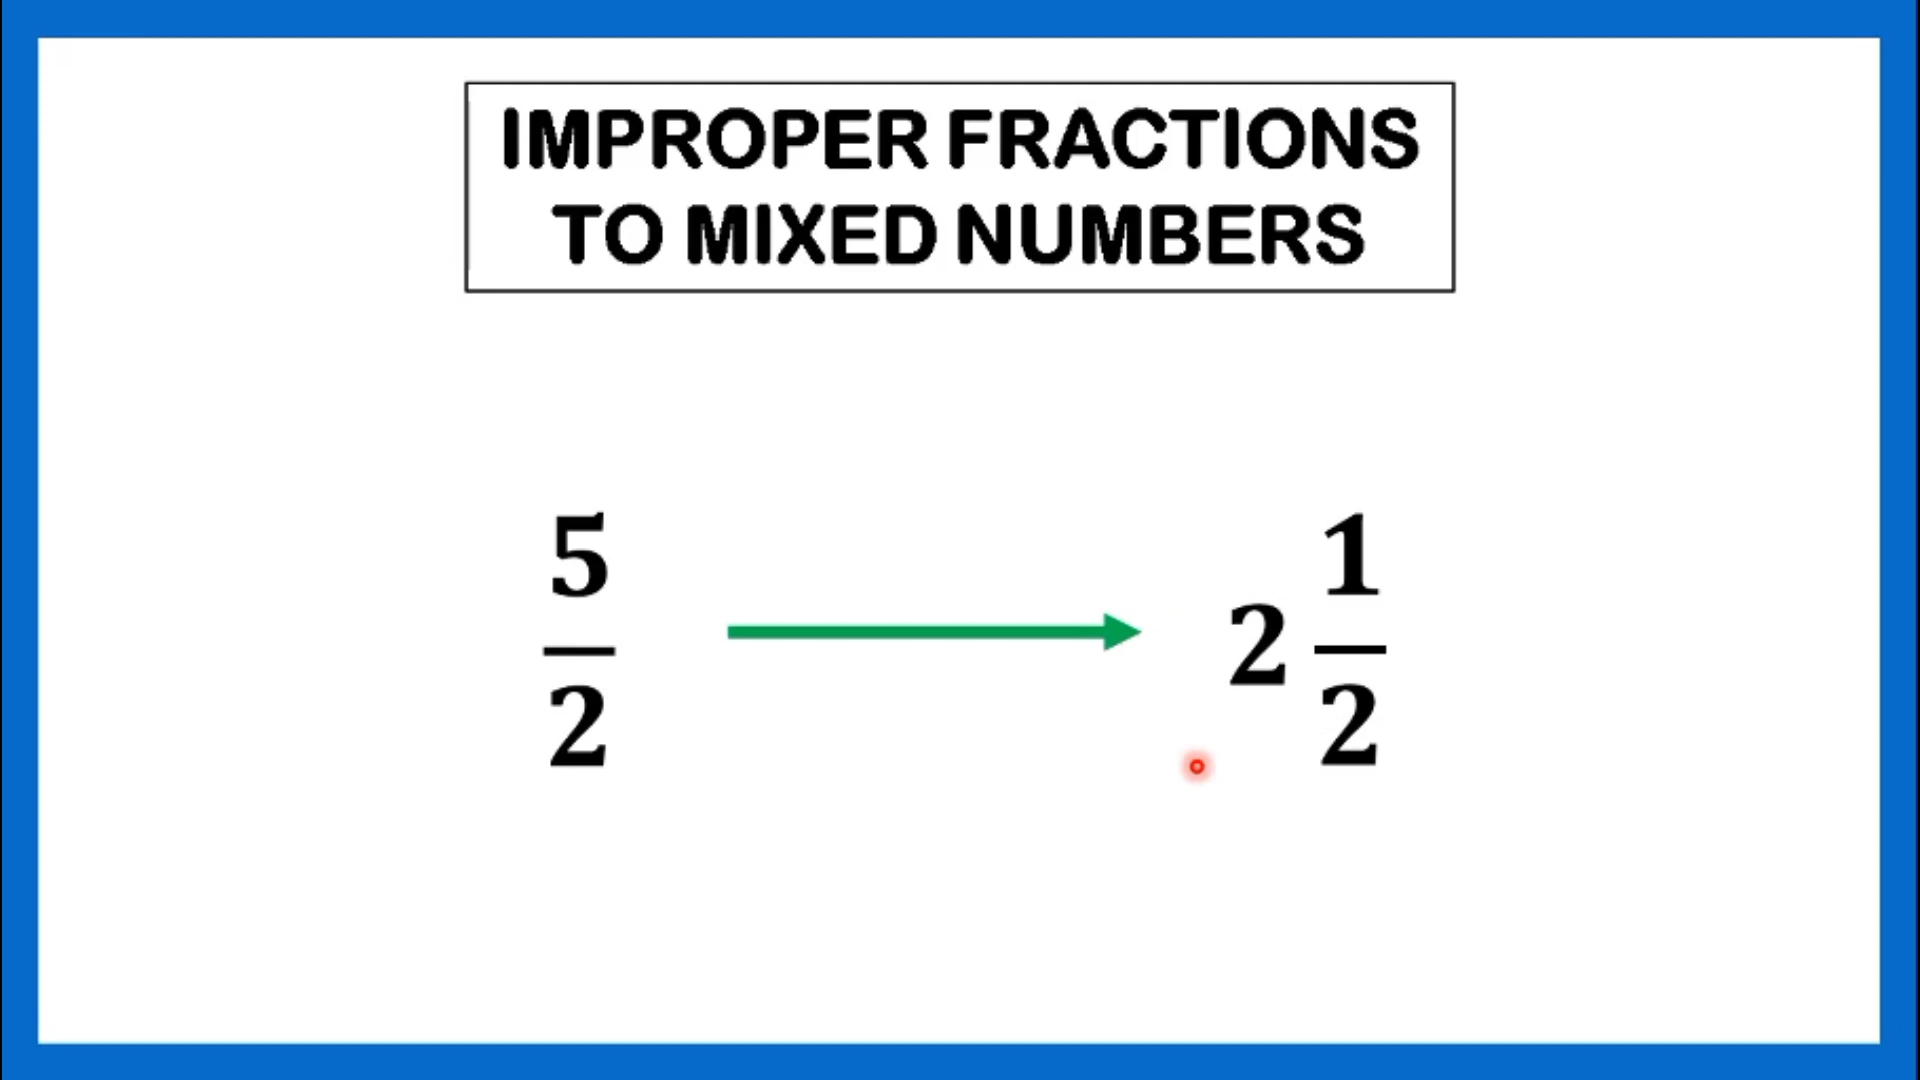 IMPROPER FRACTIONS
TO MIXED NUMBERS
5/2
2 1/2